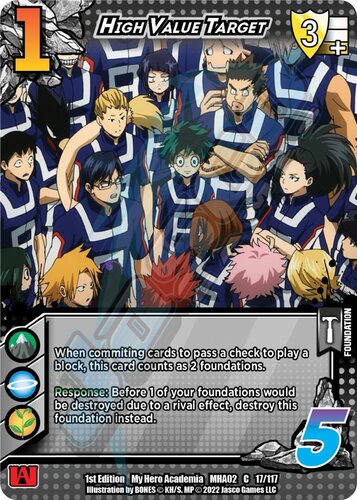 1
HIGH VALUE TARGET
3
+
FOUNDATION
When commiting cards to pass a check to play a
block, this card counts as 2 foundations.
Response: Before 1 of your foundations would
be destroyed due to a rival effect, destroy this
foundation instead.
5
1st Edition My Hero Academia MHA02 C 17/117
Illustration by BONES © KH/S. MP © 2022 Jasco Games LLC